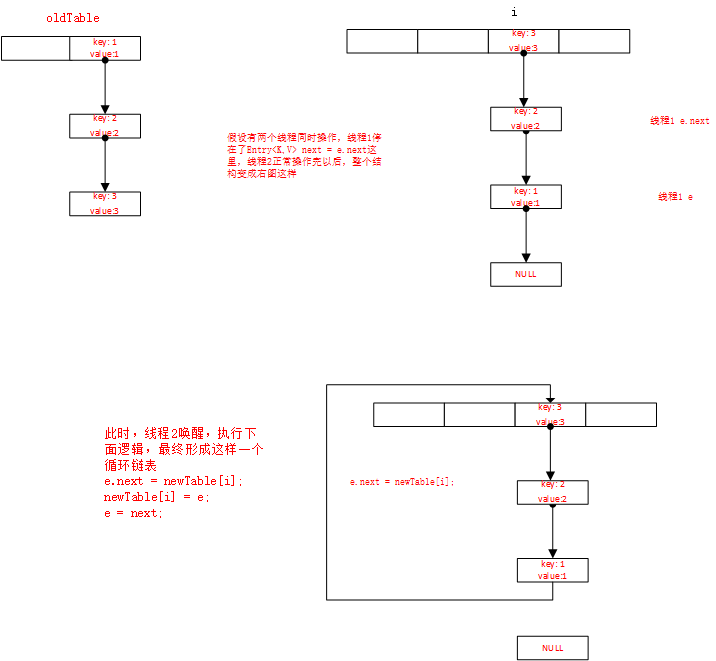 oldTable
key:1
value:1
key:2
value:2
key:3
value:3
假设有两个线程同时操作,线程1停
在了Entry<K,V> next = e.next这
里,线程2正常操作完以后,整个结
构变成右图这样
i
key:3
value:3
key:2
value:2
线程1 e.next
key:1
value:1
线程1 e
NULL
此时,线程2唤醒,执行下
面逻辑,最终形成这样一个
循环链表
e.next = newTable[i];
newTable[i] = e;
e = next;
e.next = newTable[i];
key:3
value:3
key:2
value:2
key:1
value:1
NULL